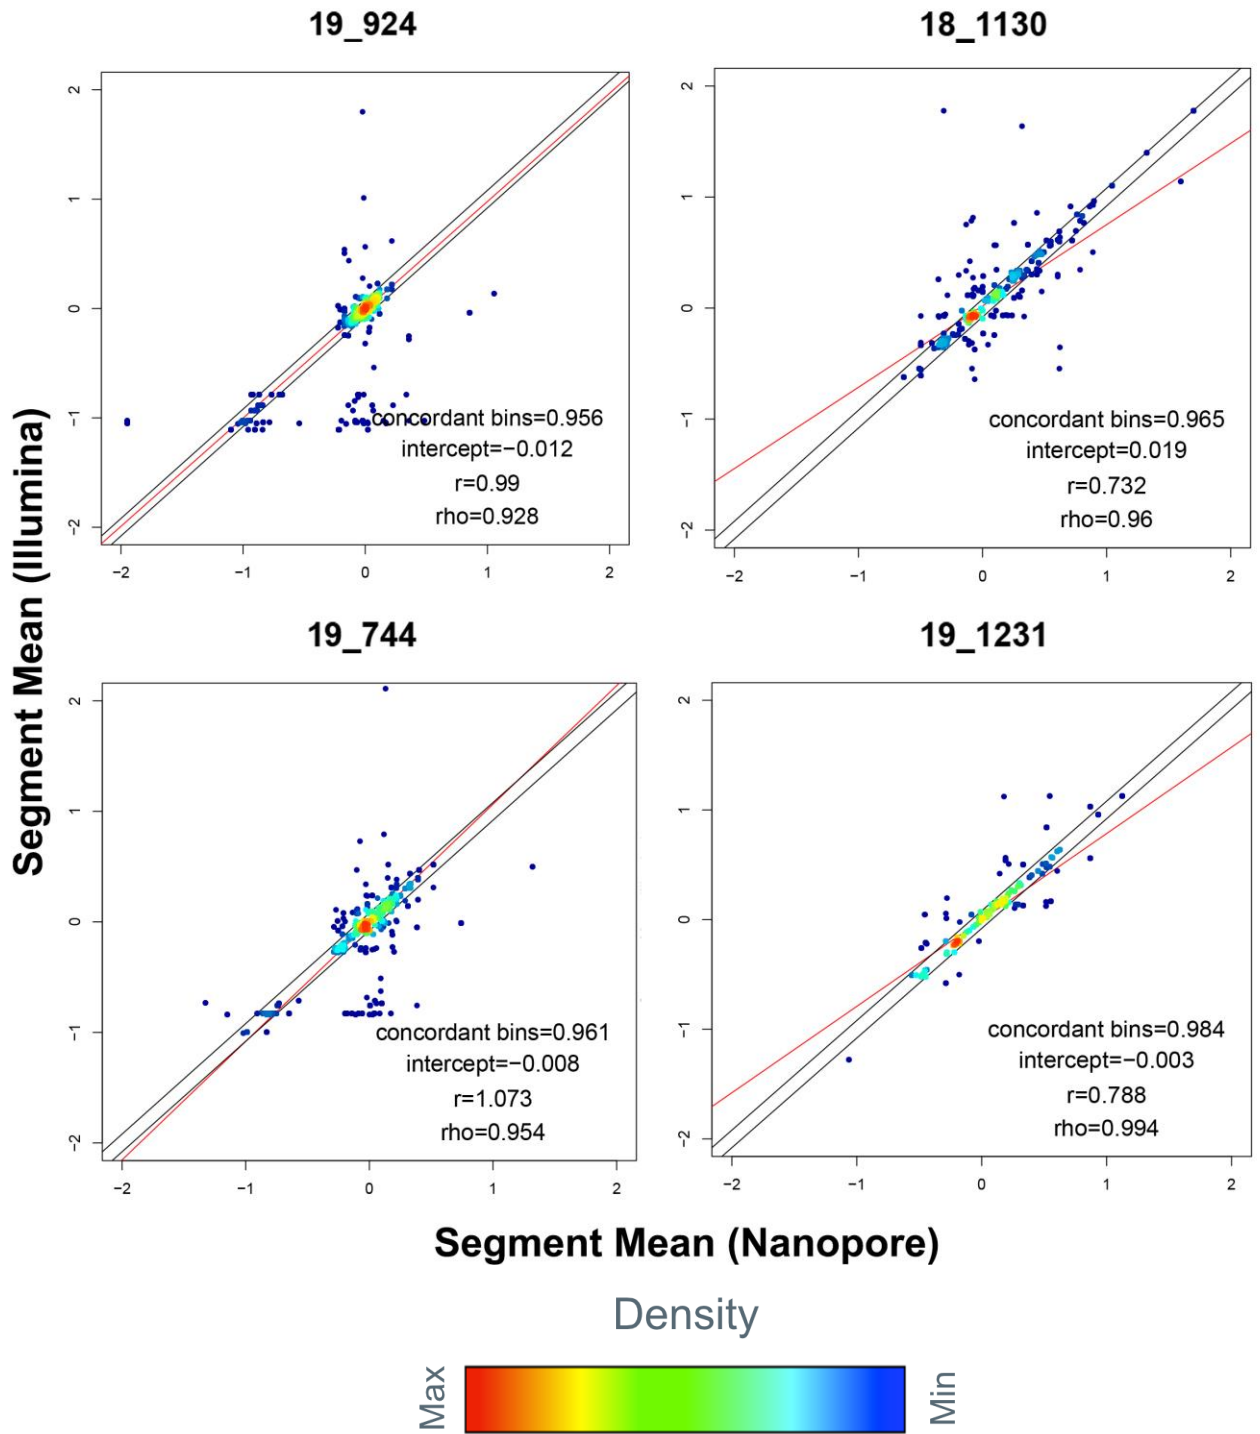 19_924
18_1130
2
1
0
−1
−2
concordant bins=0.956
intercept=−0.012
r=0.99
rho=0.928
−2 −1 0 1 2
2
1
0
−1
−2
concordant bins=0.965
intercept=0.019
r=0.732
rho=0.96
−2 −1 0 1 2
Segment Mean (Illumina)
19_744
19_1231
2
1
0
−1
−2
concordant bins=0.961
intercept=−0.008
r=1.073
rho=0.954
−2 −1 0 1 2
2
1
0
−1
−2
concordant bins=0.984
intercept=−0.003
r=0.788
rho=0.994
−2 −1 0 1 2
Segment Mean (Nanopore)
Density
Max
Min